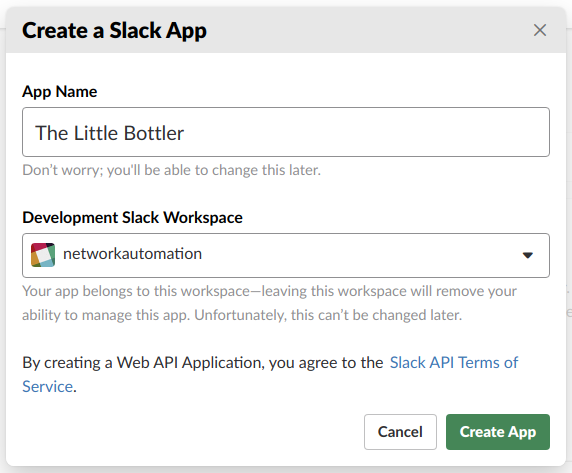 Create a Slack App
App Name
The Little Bottler
Don't worry; you'll be able to change this later.
Development Slack Workspace
networkautomation
Your app belongs to this workspace—leaving this workspace will remove your
ability to manage this app. Unfortunately, this can't be changed later.
By creating a Web API Application, you agree to the Slack API Terms of
Service.
Cancel
Create App